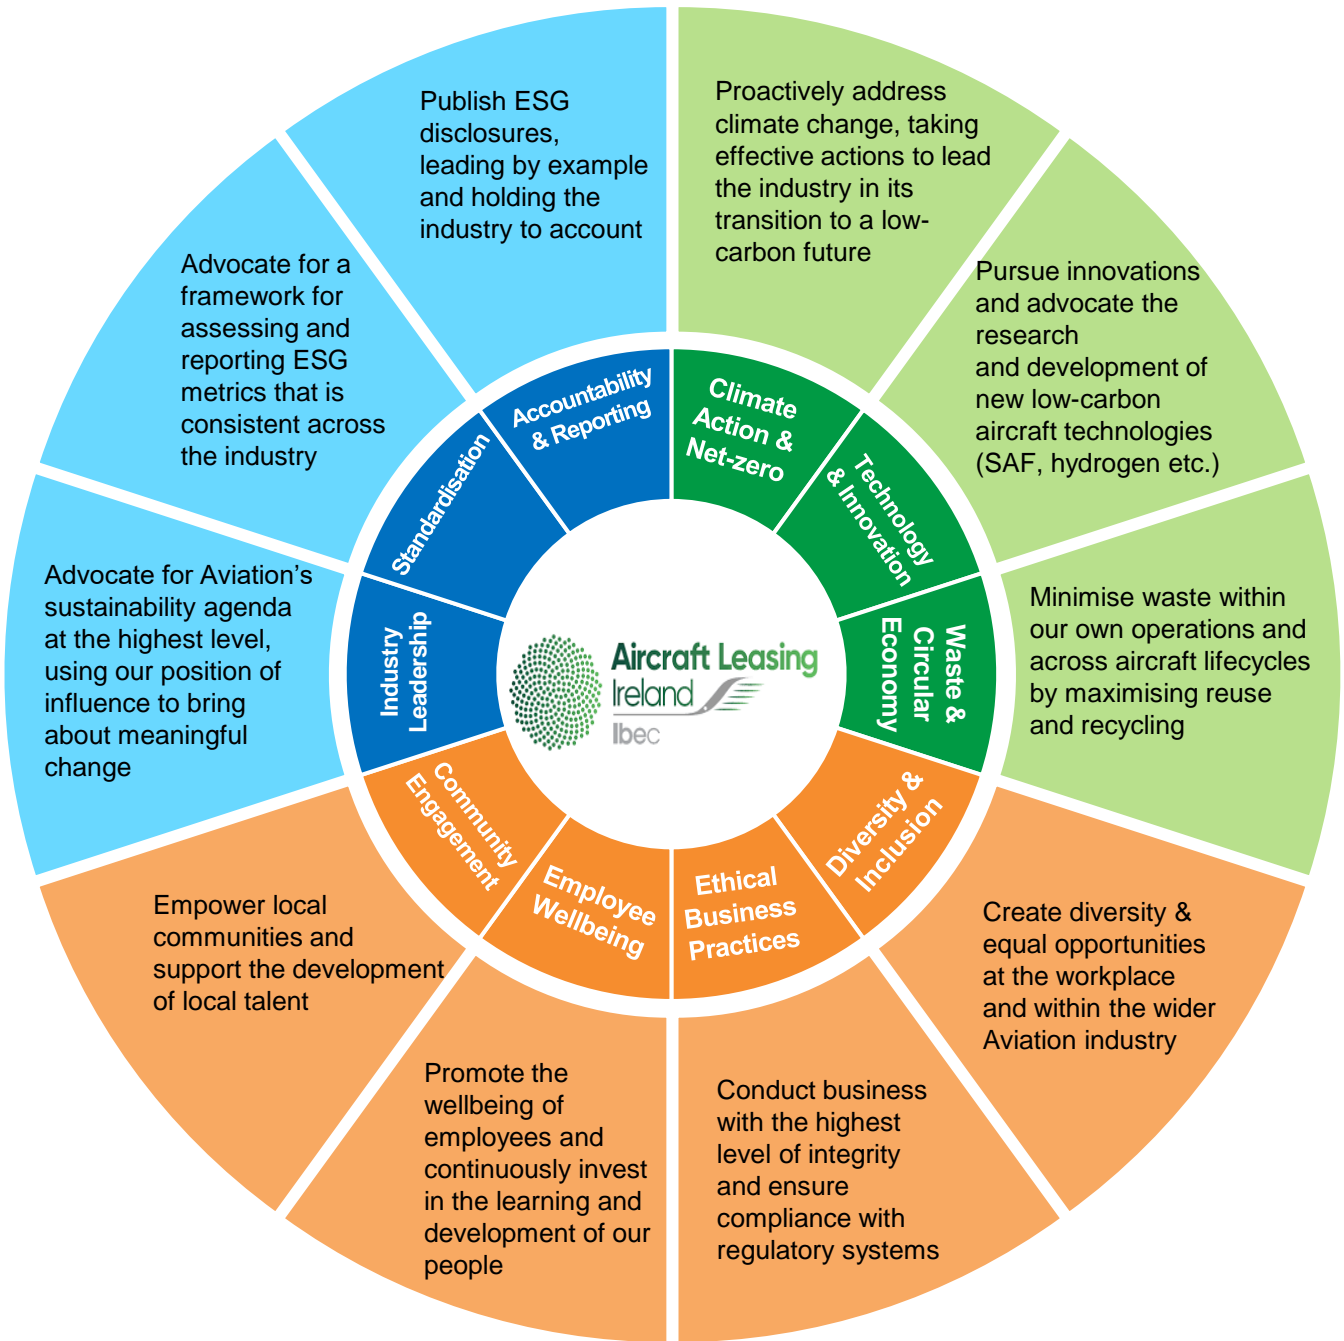 Publish ESG
disclosures,
leading by example
and holding the
industry to account
Proactively address
climate change, taking
effective actions to lead
the industry in its
transition to a low-
carbon future
Pursue innovations
and advocate the
research
and development of
new low-carbon
aircraft technologies
(SAF, hydrogen etc.)
Minimise waste within
our own operations and
across aircraft lifecycles
by maximising reuse
and recycling
Create diversity &
equal opportunities
at the workplace
and within the wider
Aviation industry
Conduct business
with the highest
level of integrity
and ensure
compliance with
regulatory systems
Promote the
wellbeing of
employees and
continuously invest
in the learning and
development of our
people
Empower local
communities and
support the development
of local talent
Advocate for Aviation’s
sustainability agenda
at the highest level,
using our position of
influence to bring
about meaningful
change
Advocate for a
framework for
assessing and
reporting ESG
metrics that is
consistent across
the industry
Accountability
& Reporting
Climate
Action &
Net-zero
Technology
& Innovation
Waste &
Circular
Economy
Diversity &
Inclusion
Ethical
Business
Practices
Employee
Wellbeing
Community
Engagement
Industry
Leadership
Standardisation
Aircraft Leasing
Ireland
Ibec